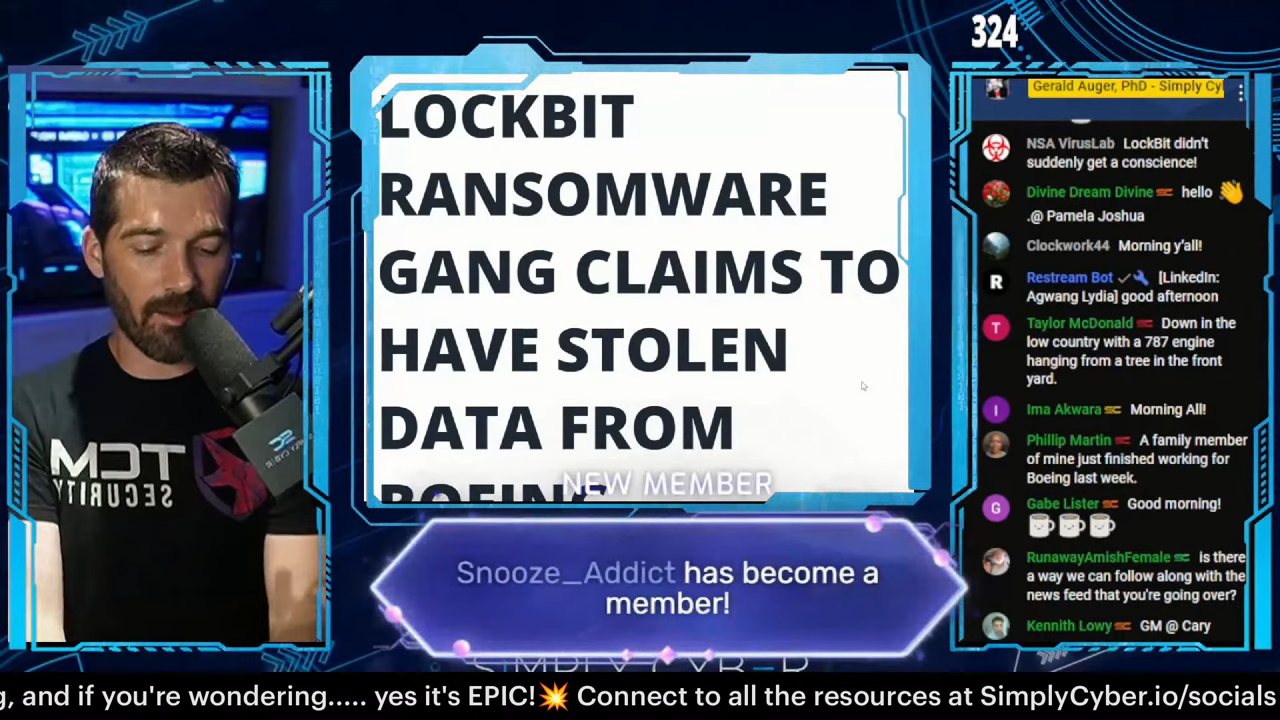 324
LOCKBIT
RANSOMWARE
GANG CLAIMS TO
HAVE STOLEN
DATA FROM
BOEING
NEW MEMBER
Snooze_Addict has become a
member!
SIMPLY CYBER
TCM
SECURITY
Gerald Auger, PhD - Simply Cy
NSA VirusLab LockBit didn't
suddenly get a conscience!
Divine Dream Divine hello 👋
.@ Pamela Joshua
Clockwork44 Morning y'all!
Restream Bot [LinkedIn:
Agwang Lydia] good afternoon
Taylor McDonald Down in the
low country with a 787 engine
hanging from a tree in the front
yard.
Ima Akwara Morning All!
Phillip Martin A family member
of mine just finished working for
Boeing last week.
Gabe Lister Good morning!
RunawayAmishFemale is there
a way we can follow along with the
news feed that you're going over?
Kennith Lowy GM @ Cary
g, and if you're wondering..... yes it's EPIC!💥 Connect to all the resources at SimplyCyber.io/socials